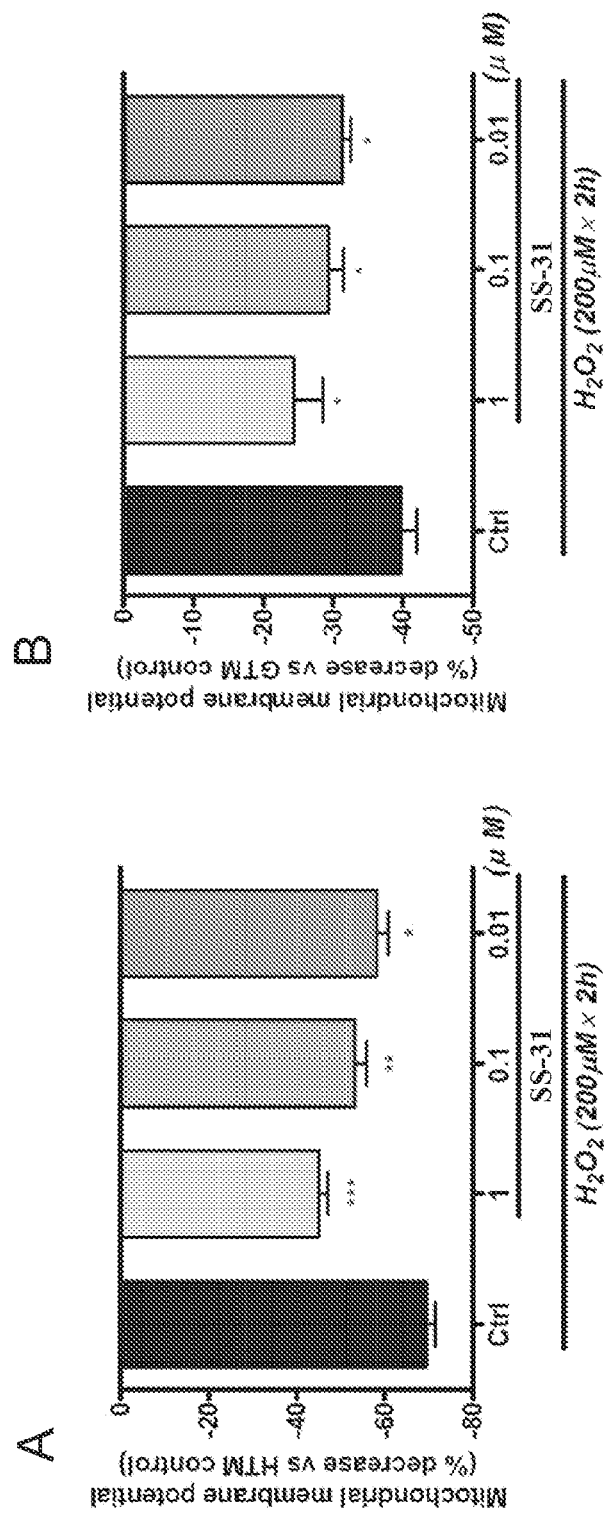 A
Mitochondrial membrane potential
(% decrease vs HTM control)
0
-20
-40
-60
-80
Ctrl 1 0.1 0.01 (μ M)
SS-31
H₂O₂ (200μM × 2h)
***
**
*
B
Mitochondrial membrane potential
(% decrease vs GTM control)
0
-10
-20
-30
-40
-50
Ctrl 1 0.1 0.01 (μ M)
SS-31
H₂O₂ (200μM × 2h)
*
*
*